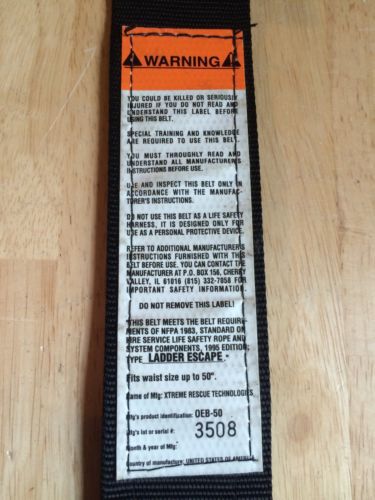 WARNING
YOU COULD BE KILLED OR SERIOUSLY
INJURED IF YOU DO NOT READ AND
UNDERSTAND THIS LABEL BEFORE
USING THIS BELT.
SPECIAL TRAINING AND KNOWLEDGE
ARE REQUIRED TO USE THIS BELT.
YOU MUST THROUGHLY READ AND
UNDERSTAND ALL MANUFACTURER'S
INSTRUCTIONS BEFORE USE.
USE AND INSPECT THIS BELT ONLY IN
ACCORDANCE WITH THE MANUFAC-
TURER'S INSTRUCTIONS.
DO NOT USE THIS BELT AS A LIFE SAFETY
HARNESS, IT IS DESIGNED ONLY FOR
USE AS A PERSONAL PROTECTIVE DEVICE.
REFER TO ADDITIONAL MANUFACTURER'S
INSTRUCTIONS FURNISHED WITH THIS
BELT BEFORE USE. YOU CAN CONTACT THE
MANUFACTURER AT P.O. BOX 156, CHERRY
VALLEY, IL 61016 (815) 332-7858 FOR
IMPORTANT SAFETY INFORMATION.
DO NOT REMOVE THIS LABEL!
"THIS BELT MEETS THE BELT REQUIRE-
MENTS OF NFPA 1983, STANDARD ON
FIRE SERVICE LIFE SAFETY ROPE AND
SYSTEM COMPONENTS, 1995 EDITION;
TYPE LADDER ESCAPE."
Fits waist size up to 50".
Name of Mfg: XTREME RESCUE TECHNOLOGIES
Mfg's product identification: OEB-50
Mfg's lot or serial #: 3508
Month & year of Mfg:
Country of manufacture: UNITED STATES OF AMERICA